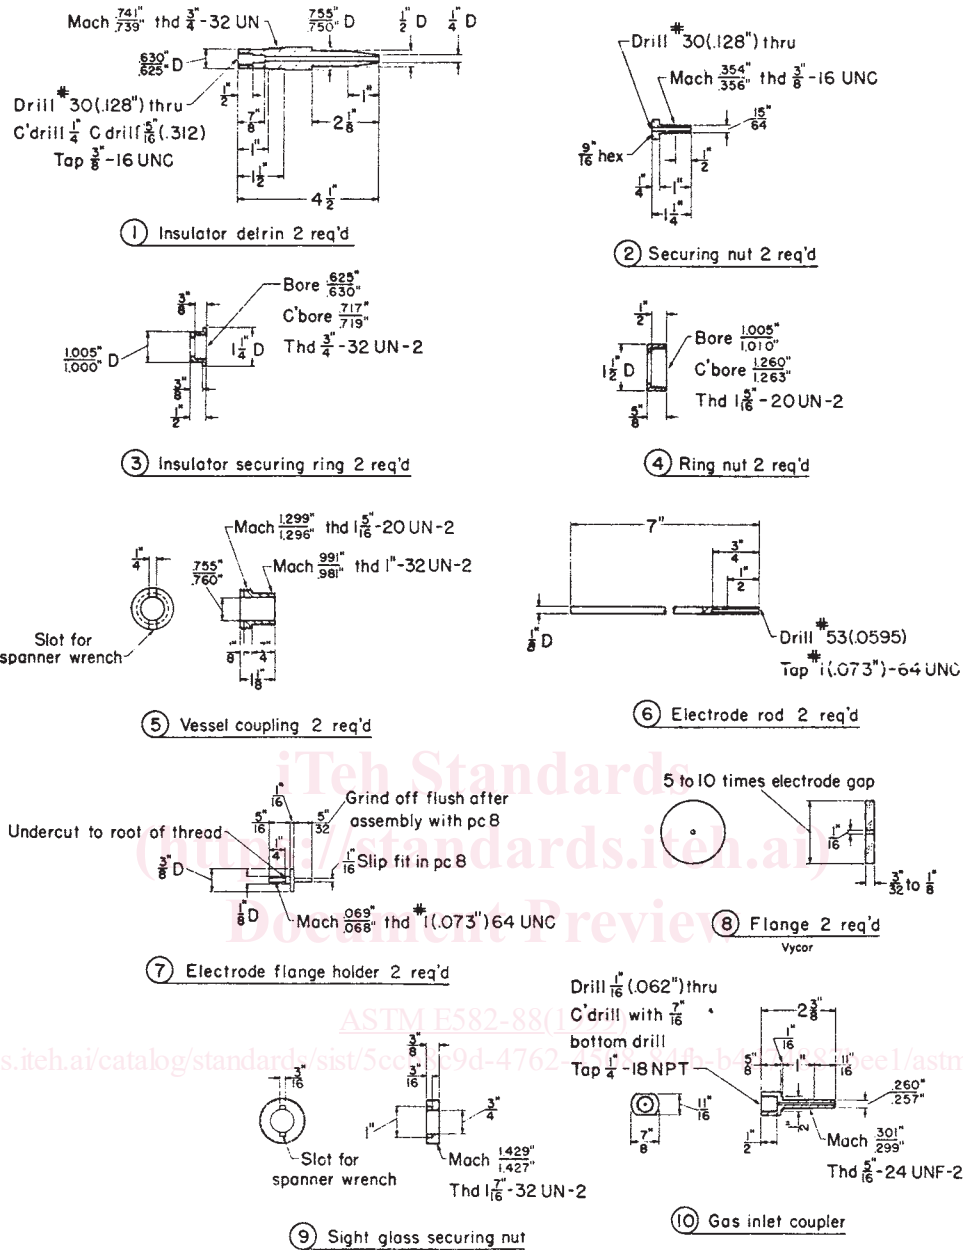 Mach .741"/.739" thd 3/4"-32 UN
.755"/.750" D
1/2" D
1/4" D
.630"/.625" D
1/2"
1"
Drill #30(.128") thru
C'drill 1/4" C drill 5/16"(.312)
Tap 3/8"-16 UNC
7/8"
2 1/8"
1"
1 1/2"
4 1/2"
1 Insulator delrin 2 req'd
Drill #30(.128") thru
Mach .354"/.356" thd 3/8"-16 UNC
15"/64
9"/16 hex
1/2"
1/4"
1"
1 1/4"
2 Securing nut 2 req'd
3/8"
Bore .625"/.630"
C'bore .717"/.719"
Thd 3/4"-32 UN-2
1.005"/1.000" D
1 1/4" D
3/8"
1/2"
3 Insulator securing ring 2 req'd
1/2"
Bore 1.005"/1.010"
C'bore 1.260"/1.263"
Thd 1 5/16"-20 UN-2
1 1/2" D
5/8"
4 Ring nut 2 req'd
Mach 1.299"/1.296" thd 1 5/16"-20 UN-2
Mach .991"/.981" thd 1"-32 UN-2
1/4"
.755"/.760"
Slot for
spanner wrench
1 1/8"
5 Vessel coupling 2 req'd
7"
3/4"
1/2"
1/8" D
Drill #53(.0595)
Tap #1(.073")-64 UNC
6 Electrode rod 2 req'd
iTeh Standards
(https://standards.iteh.ai)
Document Preview
1/16"
5/16"
5/32"
Grind off flush after
assembly with pc 8
Undercut to root of thread
1/4"
3/8" D
1/16" Slip fit in pc 8
1/8" D
Mach .069"/.068" thd #1(.073") 64 UNC
7 Electrode flange holder 2 req'd
5 to 10 times electrode gap
1/16"
3/32" to 1/8"
8 Flange 2 req'd
Vycor
ASTM E582-88(1999)
3/8"
3/16"
3/16"
1"
3/4"
Slot for
spanner wrench
Mach 1.429"/1.427"
Thd 1 7/16"-32 UN-2
9 Sight glass securing nut
Drill 1/16"(.062") thru
C'drill with 7/16"
bottom drill
Tap 1/4"-18 NPT
2 3/8"
1/16"
5/8"
1"
11/16"
.260"/.257"
11/16"
7/8"
1/2"
Mach .301"/.299"
Thd 5/16"-24 UNF-2
10 Gas inlet coupler